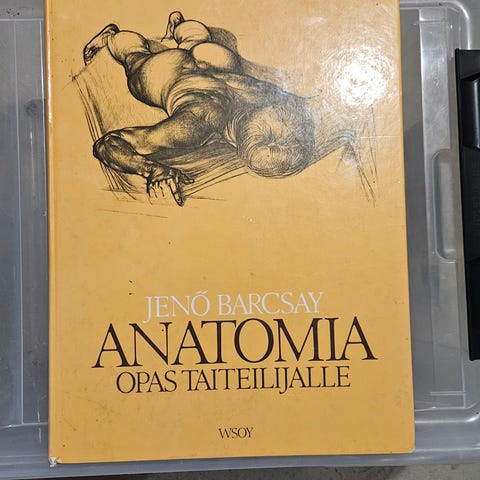 JENŐ BARCSAY
ANATOMIA
OPAS TAITEILIJALLE
WSOY